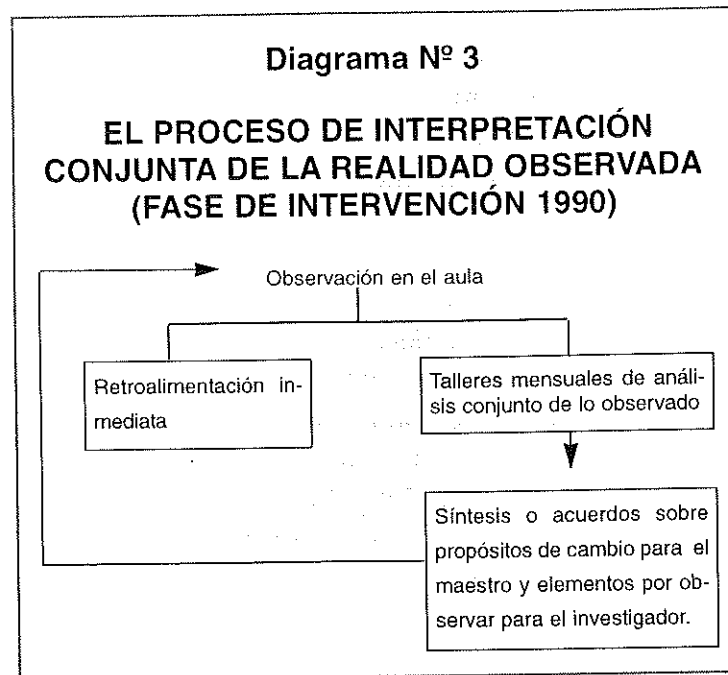 Diagrama Nº 3
EL PROCESO DE INTERPRETACIÓN
CONJUNTA DE LA REALIDAD OBSERVADA
(FASE DE INTERVENCIÓN 1990)
Observación en el aula
Retroalimentación in-
mediata
Talleres mensuales de análi-
sis conjunto de lo observado
Síntesis o acuerdos sobre
propósitos de cambio para el
maestro y elementos por ob-
servar para el investigador.